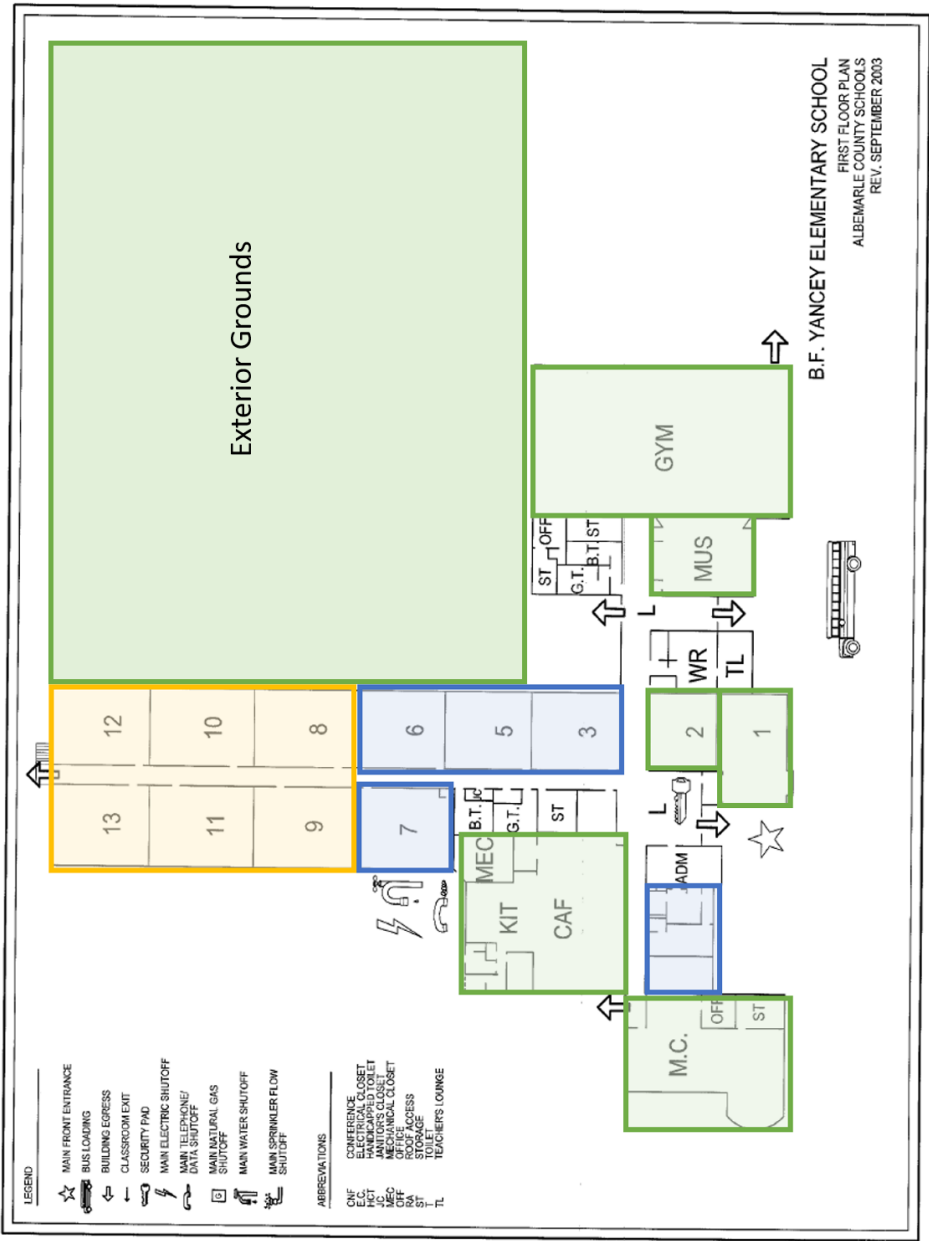 LEGEND
MAIN FRONT ENTRANCE
BUS LOADING
BUILDING EGRESS
CLASSROOM EXIT
SECURITY PAD
MAIN ELECTRIC SHUTOFF
MAIN TELEPHONE/
DATA SHUTOFF
G
MAIN NATURAL GAS
SHUTOFF
MAIN WATER SHUTOFF
MAIN SPRINKLER FLOW
SHUTOFF
ABBREVIATIONS
CNF CONFERENCE
E.C. ELECTRICAL CLOSET
HCT HANDICAPPED TOILET
JC JANITOR'S CLOSET
MEC MECHANICAL CLOSET
OFF OFFICE
RA ROOF ACCESS
ST STORAGE
T TOILET
TL TEACHER'S LOUNGE
Exterior Grounds
13
12
11
10
9
8
7
6
5
3
B.T.
JC
G.T.
ST
MEC
KIT
CAF
M.C.
OFF
ST
ADM
L
2
1
WR
TL
L
ST
OFF
G.T.
B.T.
ST
MUS
GYM
B.F. YANCEY ELEMENTARY SCHOOL
FIRST FLOOR PLAN
ALBEMARLE COUNTY SCHOOLS
REV. SEPTEMBER 2003